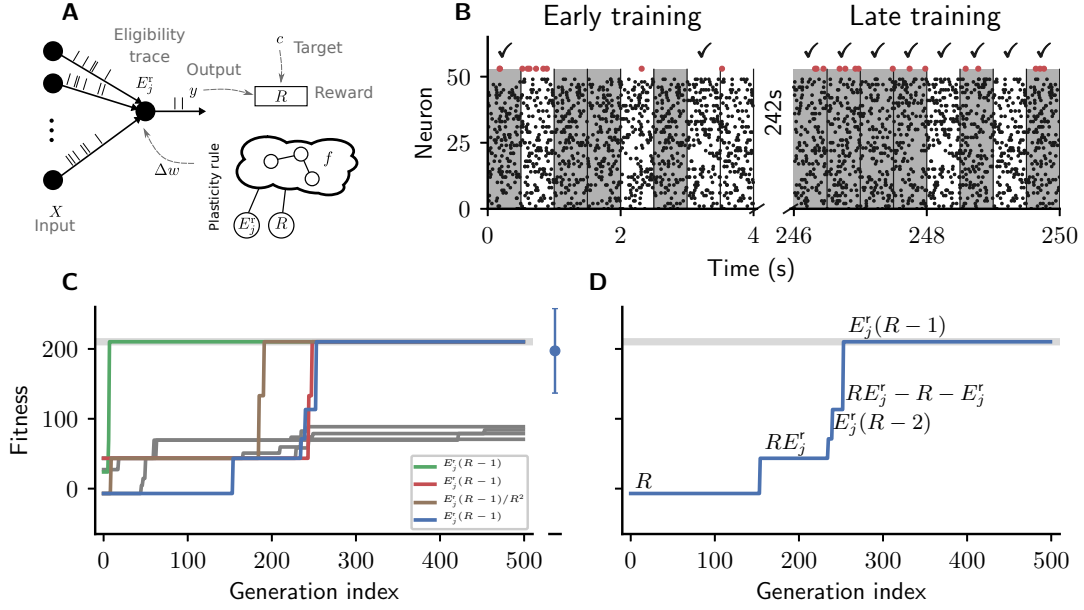 A
Eligibility
trace
E_j^r
Output
y
c
Target
R
Reward
Δw
X
Input
Plasticity rule
f
E_j^r
R
B
Early training
Late training
✓ ✓ ✓ ✓ ✓ ✓ ✓ ✓ ✓ ✓
Neuron
50
25
0
242s
0 2 4 246 248 250
Time (s)
C
Fitness
200
100
0
E_j^r(R − 1)
E_j^r(R − 1)
E_j^r(R − 1)/R²
E_j^r(R − 1)
0 100 200 300 400 500
Generation index
D
E_j^r(R − 1)
RE_j^r − R − E_j^r
E_j^r(R − 2)
RE_j^r
R
0 100 200 300 400 500
Generation index